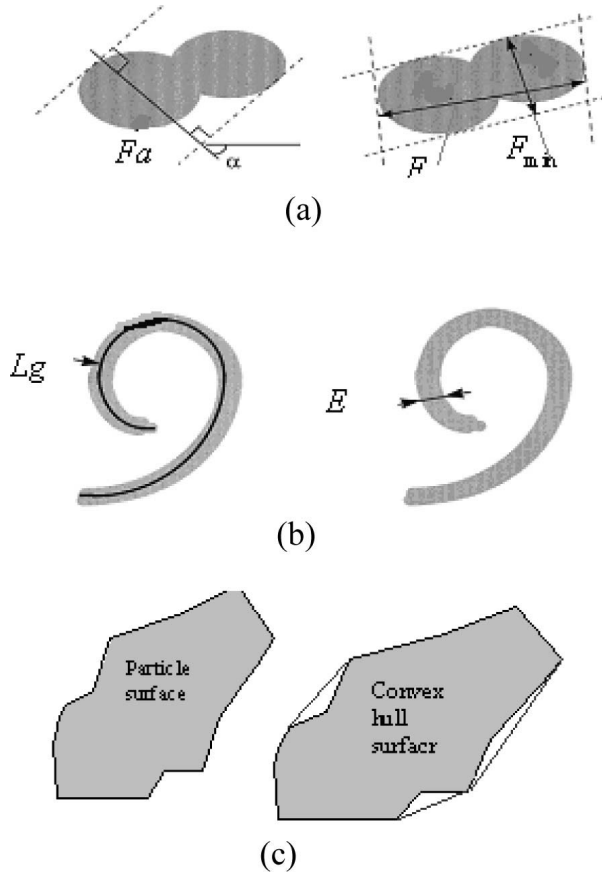 Fa
α
F
Fmin
(a)
Lg
E
(b)
Particle
surface
Convex
hull
surfacr
(c)